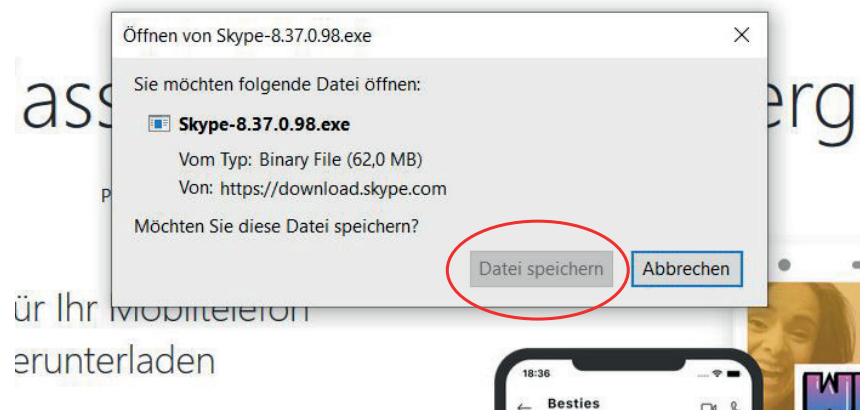 Öffnen von Skype-8.37.0.98.exe
Sie möchten folgende Datei öffnen:
Skype-8.37.0.98.exe
Vom Typ: Binary File (62,0 MB)
Von: https://download.skype.com
Möchten Sie diese Datei speichern?
Datei speichern
Abbrechen
ür Ihr Mobiltelefon
erunterladen
18:36
Besties